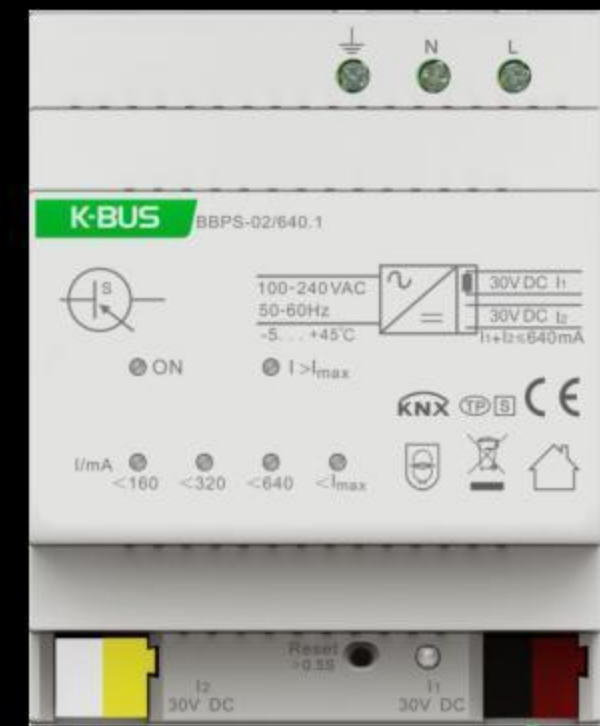 N L
K-BUS BBPS-02/640.1
S
100-240VAC
50-60Hz
-5. . . +45℃
30V DC I1
30V DC I2
I1+I2≤640mA
ON I >Imax
KNX TP S CE
I/mA
<160 <320 <640 <Imax
Reset
>0.5S
I2
30V DC
I1
30V DC